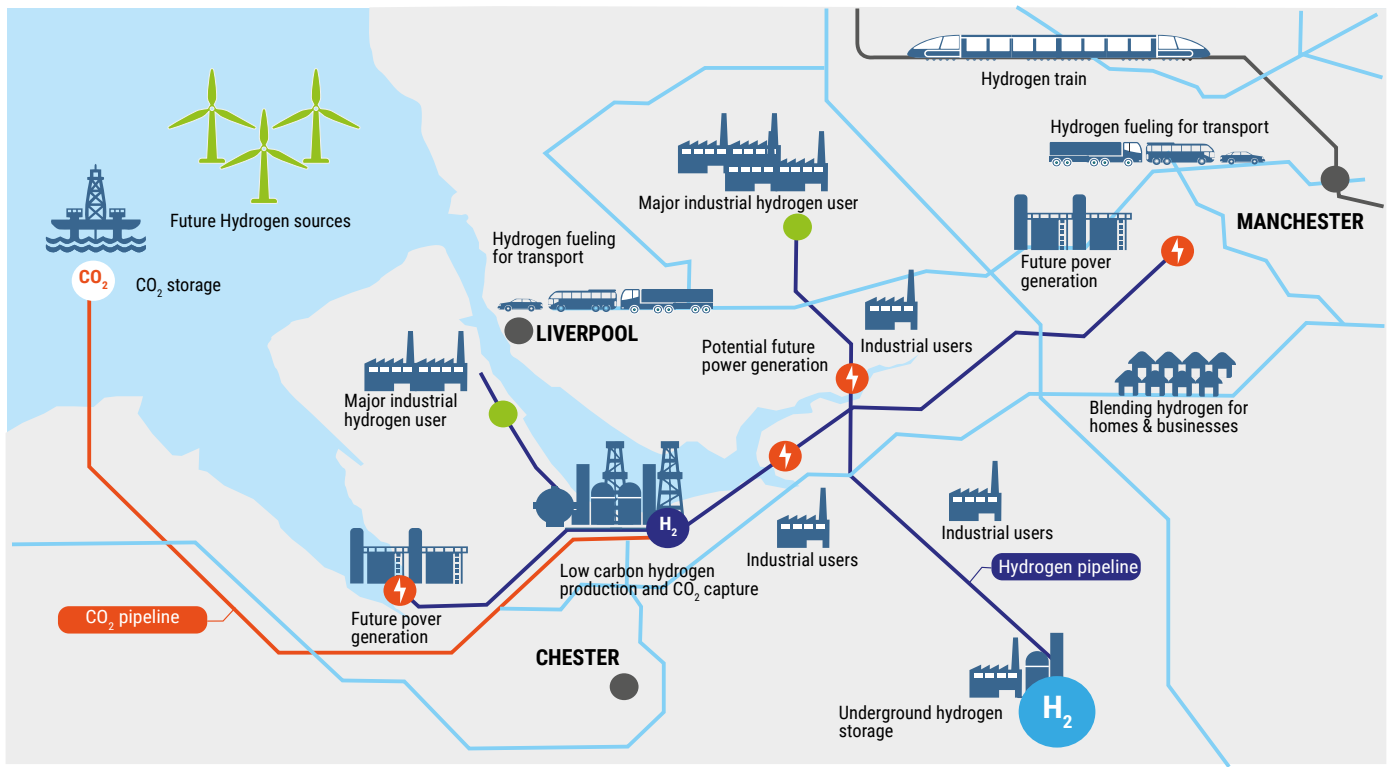 Hydrogen train
Hydrogen fueling for transport
MANCHESTER
Future Hydrogen sources
CO2
CO2 storage
Major industrial hydrogen user
Hydrogen fueling
for transport
LIVERPOOL
Future pover
generation
Industrial users
Potential future
power generation
Major industrial
hydrogen user
Blending hydrogen for
homes & businesses
H2
Industrial users
Industrial users
Low carbon hydrogen
production and CO2 capture
Hydrogen pipeline
CO2 pipeline
Future pover
generation
CHESTER
Underground hydrogen
storage
H2